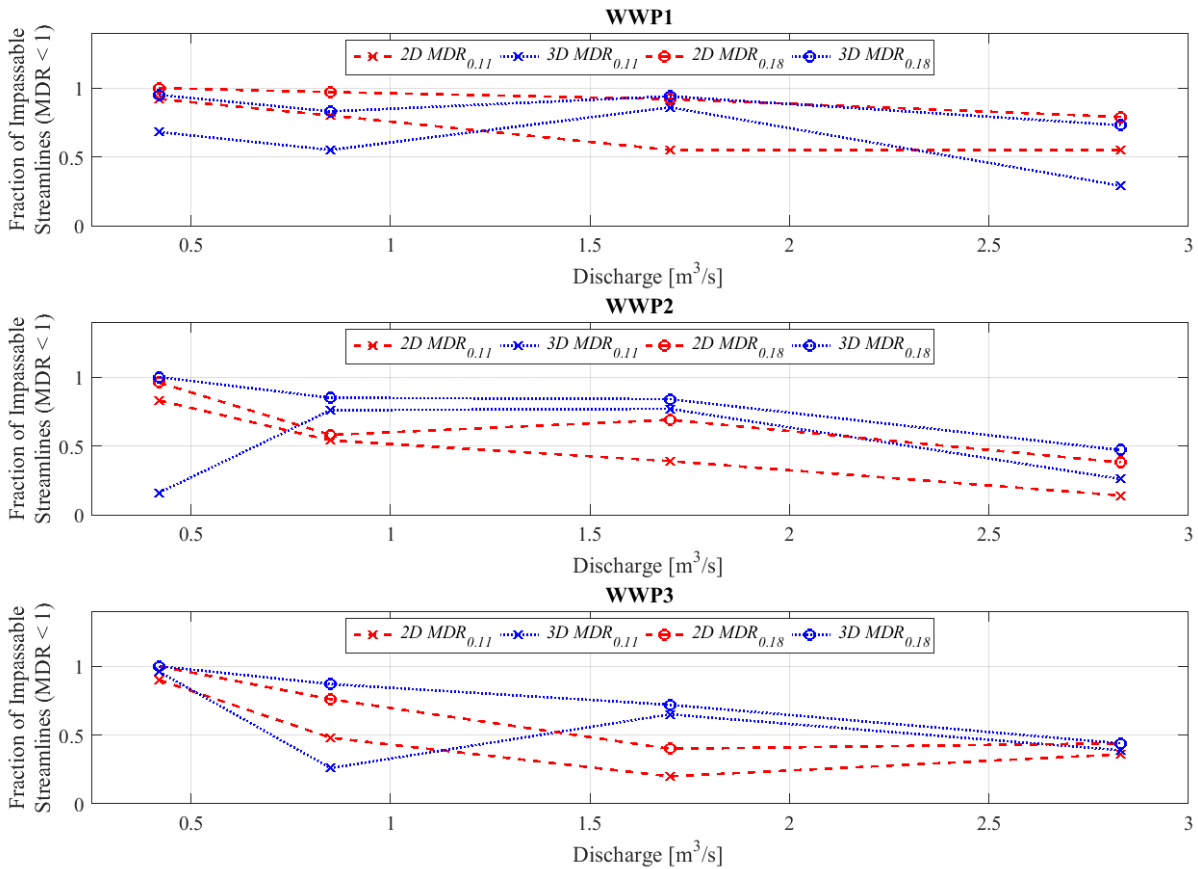 WWP1
2D MDR0.11 3D MDR0.11 2D MDR0.18 3D MDR0.18
Fraction of Impassable
Streamlines (MDR < 1)
1
0.5
0
0.5 1 1.5 2 2.5 3
Discharge [m3/s]
WWP2
2D MDR0.11 3D MDR0.11 2D MDR0.18 3D MDR0.18
Fraction of Impassable
Streamlines (MDR < 1)
1
0.5
0
0.5 1 1.5 2 2.5 3
Discharge [m3/s]
WWP3
2D MDR0.11 3D MDR0.11 2D MDR0.18 3D MDR0.18
Fraction of Impassable
Streamlines (MDR < 1)
1
0.5
0
0.5 1 1.5 2 2.5 3
Discharge [m3/s]